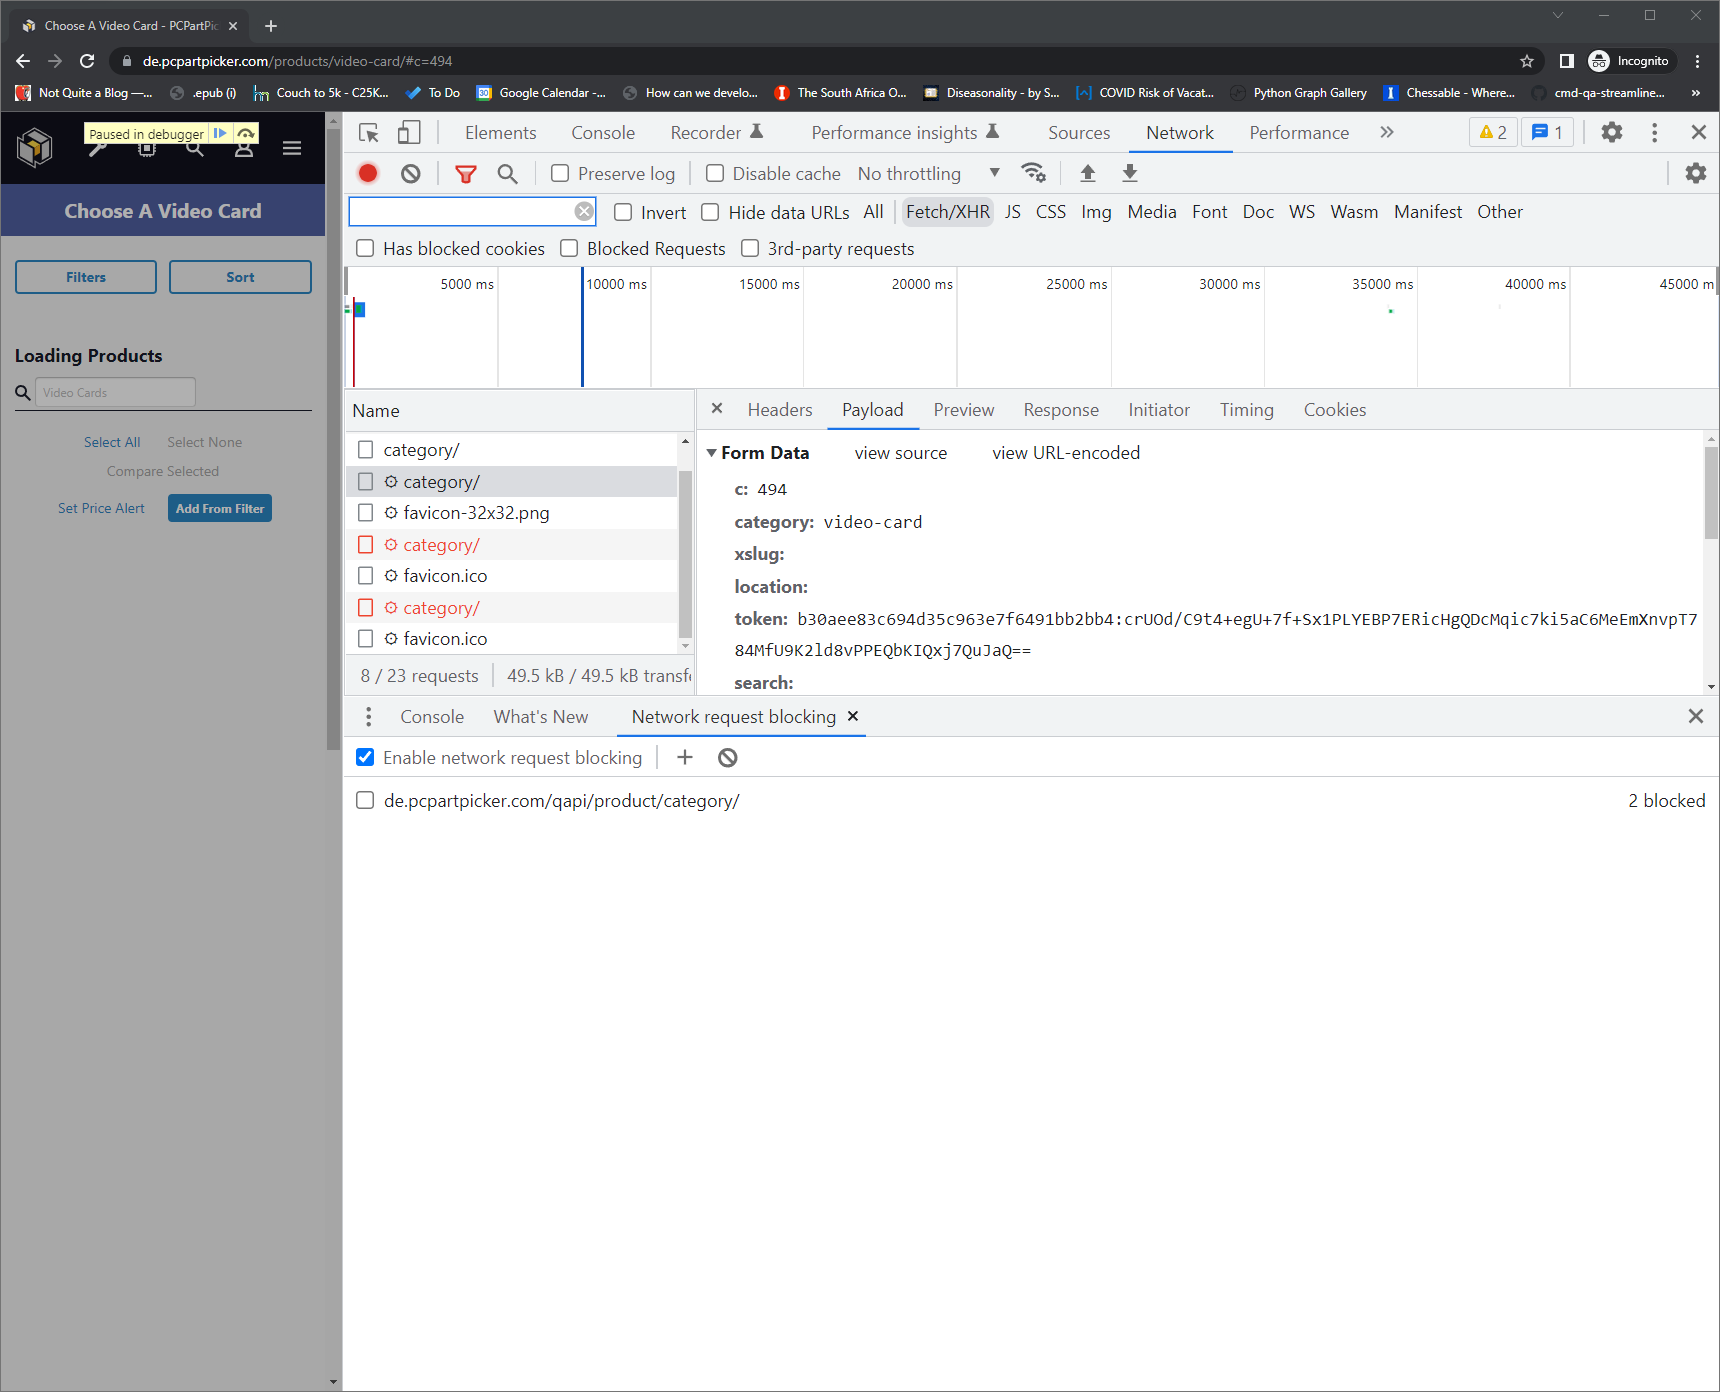 Choose A Video Card - PCPartPic
de.pcpartpicker.com/products/video-card/#c=494
Incognito
Not Quite a Blog —...
.epub (i)
Couch to 5k - C25K...
To Do
Google Calendar -...
How can we develo...
The South Africa O...
Diseasonality - by S...
COVID Risk of Vacat...
Python Graph Gallery
Chessable - Where...
cmd-qa-streamline...
»
Paused in debugger
Choose A Video Card
Filters
Sort
Loading Products
Video Cards
Select All
Select None
Compare Selected
Set Price Alert
Add From Filter
Elements
Console
Recorder
Performance insights
Sources
Network
Performance
»
2
1
Preserve log
Disable cache
No throttling
Invert
Hide data URLs
All
Fetch/XHR
JS
CSS
Img
Media
Font
Doc
WS
Wasm
Manifest
Other
Has blocked cookies
Blocked Requests
3rd-party requests
5000 ms
10000 ms
15000 ms
20000 ms
25000 ms
30000 ms
35000 ms
40000 ms
45000 m
Name
category/
category/
favicon-32x32.png
category/
favicon.ico
category/
favicon.ico
8 / 23 requests
49.5 kB / 49.5 kB transfe
Headers
Payload
Preview
Response
Initiator
Timing
Cookies
Form Data
view source
view URL-encoded
c: 494
category: video-card
xslug:
location:
token: b30aee83c694d35c963e7f6491bb2bb4:crUOd/C9t4+egU+7f+Sx1PLYEBP7ERicHgQDcMqic7ki5aC6MeEmXnvpT7
84MfU9K2ld8vPPEQbKIQxj7QuJaQ==
search:
Console
What's New
Network request blocking
Enable network request blocking
de.pcpartpicker.com/qapi/product/category/
2 blocked